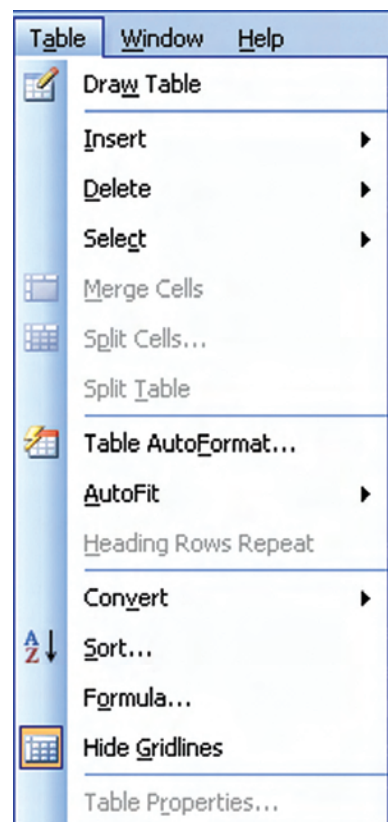 Table Window Help
Draw Table
Insert
Delete
Select
Merge Cells
Split Cells...
Split Table
Table AutoFormat...
AutoFit
Heading Rows Repeat
Convert
Sort...
Formula...
Hide Gridlines
Table Properties...